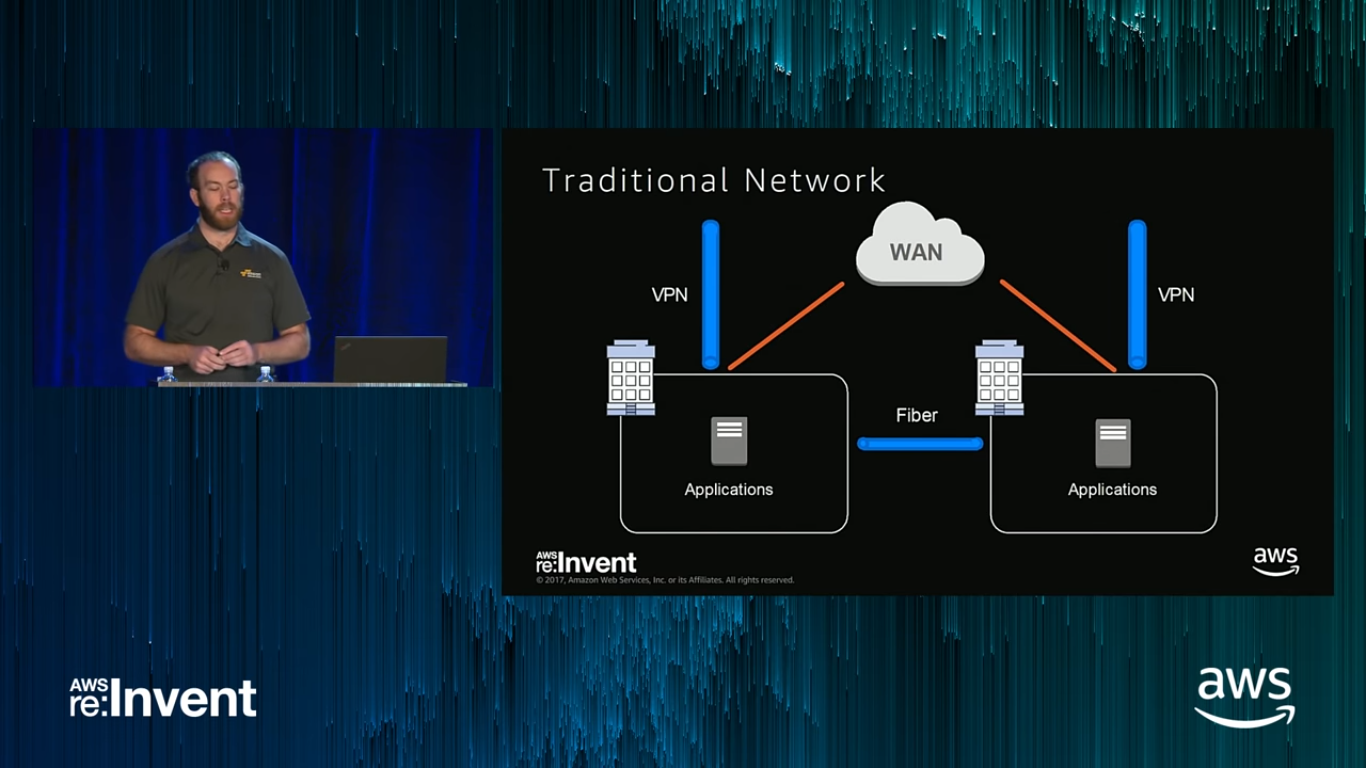 Traditional Network
WAN
VPN
VPN
Fiber
Applications
Applications
AWS
re:Invent
© 2017, Amazon Web Services, Inc. or its Affiliates. All rights reserved.
aws
AWS
re:Invent
aws